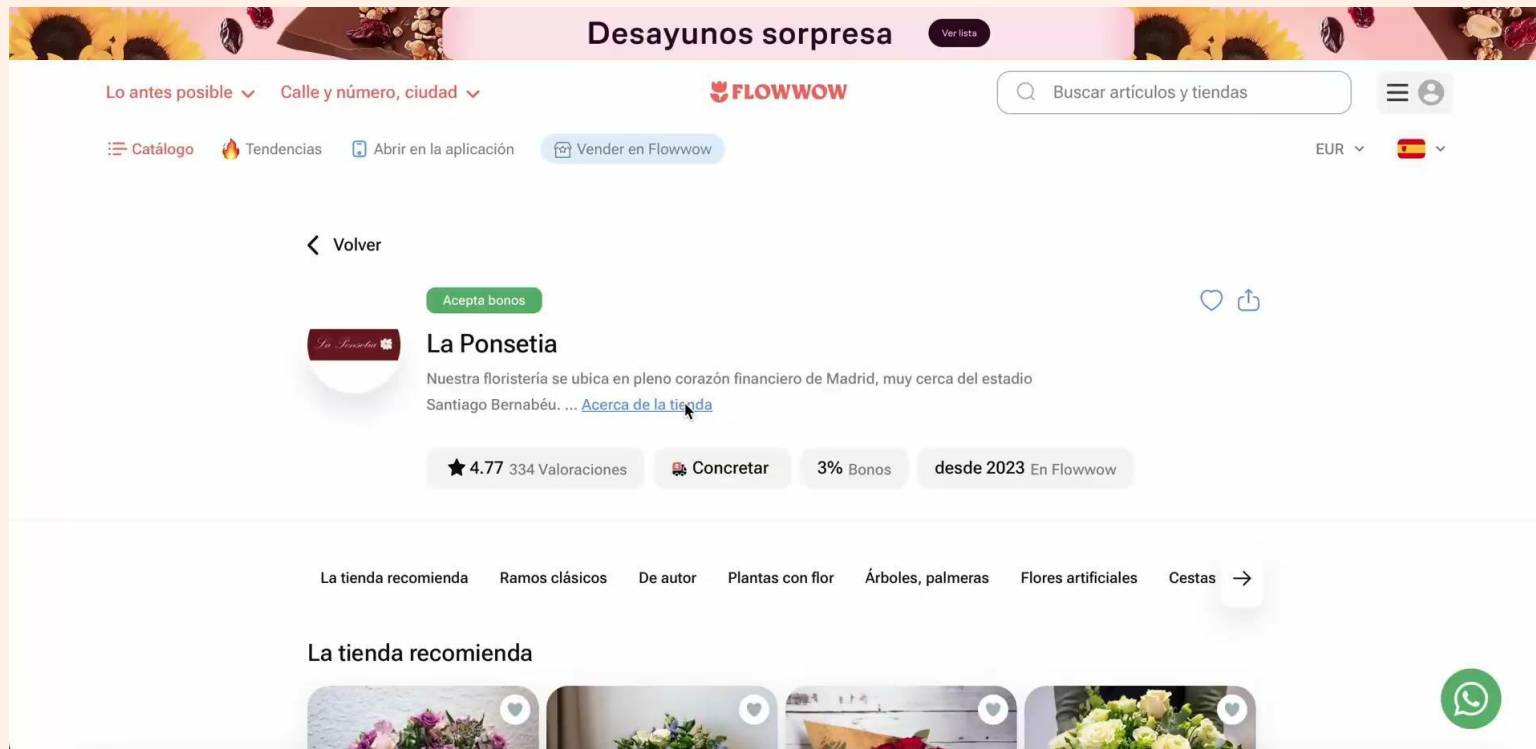 Desayunos sorpresa
Ver lista
Lo antes posible
Calle y número, ciudad
FLOWWOW
Buscar artículos y tiendas
Catálogo
Tendencias
Abrir en la aplicación
Vender en Flowwow
EUR
Volver
Acepta bonos
La Ponsetia
La Ponsetia
Nuestra floristería se ubica en pleno corazón financiero de Madrid, muy cerca del estadio
Santiago Bernabéu. ... Acerca de la tienda
4.77 334 Valoraciones
Concretar
3% Bonos
desde 2023 En Flowwow
La tienda recomienda
Ramos clásicos
De autor
Plantas con flor
Árboles, palmeras
Flores artificiales
Cestas
La tienda recomienda